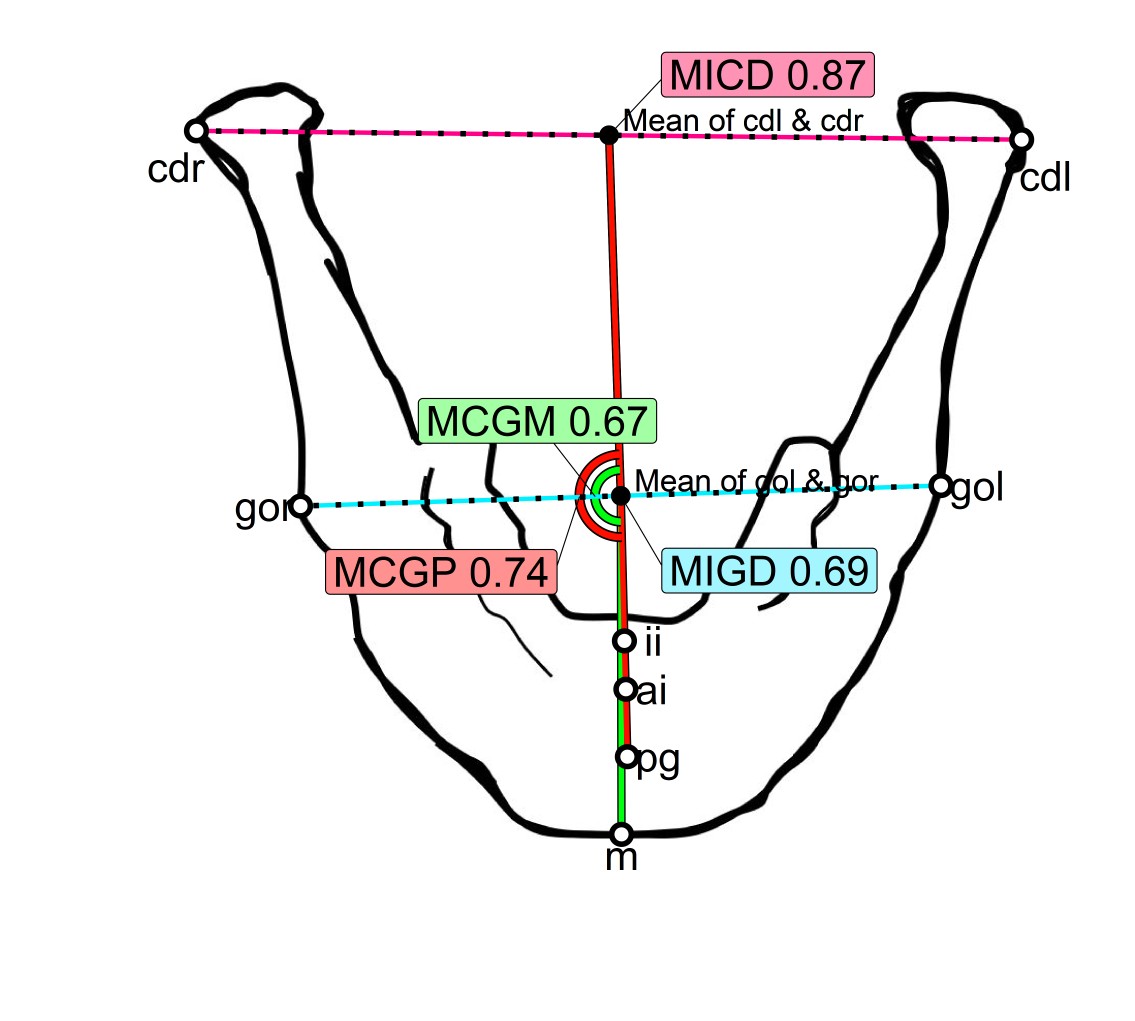 MICD 0.87
Mean of cdl & cdr
cdr
cdl
MCGM 0.67
Mean of gol & gor
gor
gol
MCGP 0.74
MIGD 0.69
ii
ai
pg
m